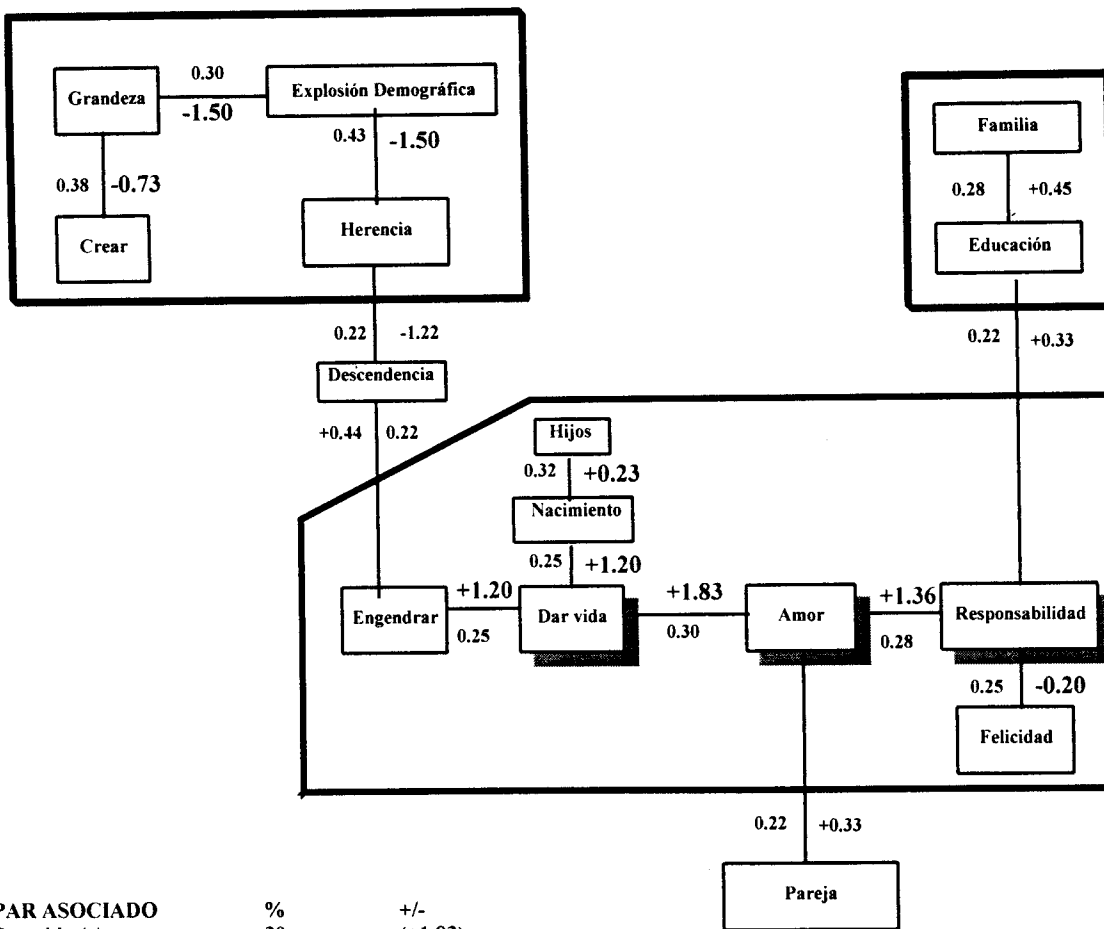 0.30
Grandeza
Explosión Demográfica
-1.50
0.43 -1.50
0.38 -0.73
Crear
Herencia
Familia
0.28 +0.45
Educación
0.22 -1.22
0.22 +0.33
Descendencia
+0.44 0.22
Hijos
0.32 +0.23
Nacimiento
0.25 +1.20
Engendrar
+1.20
0.25
Dar vida
+1.83
0.30
Amor
+1.36
0.28
Responsabilidad
0.25 -0.20
Felicidad
0.22 +0.33
Pareja
PAR ASOCIADO % +/-